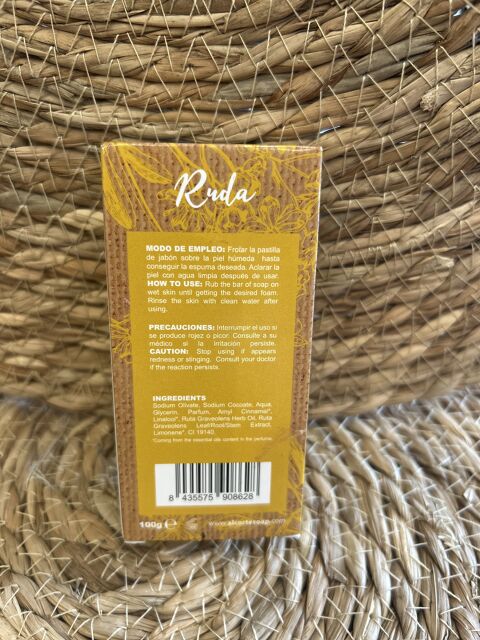 Ruda
MODO DE EMPLEO: Frotar la pastilla
de jabón sobre la piel húmeda hasta
conseguir la espuma deseada. Aclarar la
piel con agua limpia después de usar.
HOW TO USE: Rub the bar of soap on
wet skin until getting the desired foam.
Rinse the skin with clean water after
using.
PRECAUCIONES: Interrumpir el uso si
se produce rojez o picor. Consulte a su
médico si la irritación persiste.
CAUTION: Stop using if appears
redness or stinging. Consult your doctor
if the reaction persists.
INGREDIENTS
Sodium Olivate, Sodium Cocoate, Aqua,
Glycerin, Parfum, Amyl Cinnamal*,
Linalool*, Ruta Graveolens Herb Oil, Ruta
Graveolens Leaf/Root/Stem Extract,
Limonene*, CI 19140.
Coming from the essential oils content in the perfume.
8 435575 908628
100g e